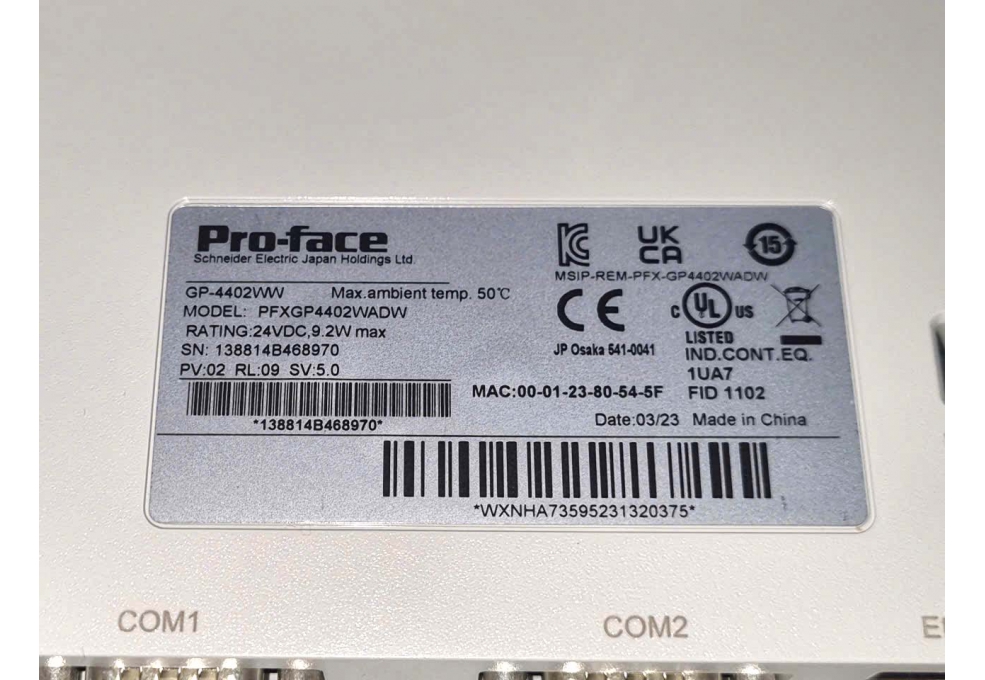 Pro-face
Schneider Electric Japan Holdings Ltd.
GP-4402WW Max.ambient temp. 50℃
MODEL: PFXGP4402WADW
RATING:24VDC,9.2W max
SN: 138814B468970
PV:02 RL:09 SV:5.0
*138814B468970*
UK
CA
15
MSIP-REM-PFX-GP4402WADW
CE
C UL US
LISTED
JP Osaka 541-0041
IND.CONT.EQ.
1UA7
MAC:00-01-23-80-54-5F
FID 1102
Date:03/23 Made in China
*WXNHA73595231320375*
COM1
COM2